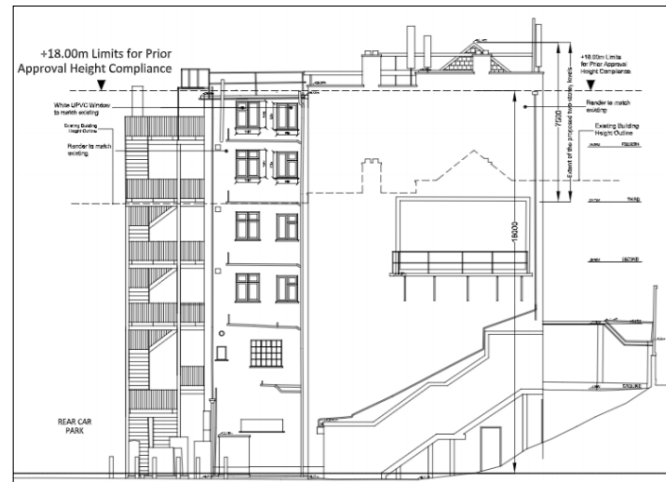 +18.00m Limits for Prior
Approval Height Compliance
White UPVC Window
to match existing
Existing Building
Height Outline
Render to match
existing
+18.00m Limits
for Prior Approval
Height Compliance
Render to match
existing
Existing Building
Height Outline
7500
Extent of the proposed two storey levels
18000
THIRD
SECOND
GROUND
REAR CAR
PARK